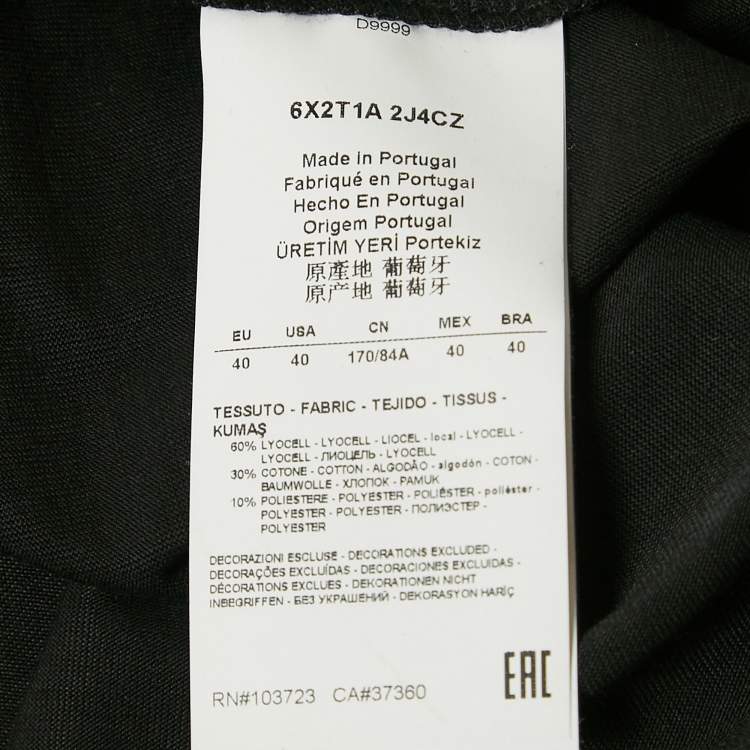 D9999
6X2T1A 2J4CZ
Made in Portugal
Fabriqué en Portugal
Hecho En Portugal
Origem Portugal
ÜRETİM YERİ Portekiz
原產地 葡萄牙
原产地 葡萄牙
EU USA CN MEX BRA
40 40 170/84A 40 40
TESSUTO - FABRIC - TEJIDO - TISSUS -
KUMAŞ
60% LYOCELL - LYOCELL - LIOCEL - local - LYOCELL -
LYOCELL - ЛИОЦЕЛЬ - LYOCELL
30% COTONE - COTTON - ALGODÃO - algodón - COTON -
BAUMWOLLE - ХЛОПОК - PAMUK
10% POLIESTERE - POLYESTER - POLIÉSTER - poliéster -
POLYESTER - POLYESTER - ПОЛИЭСТЕР -
POLYESTER
DECORAZIONI ESCLUSE - DECORATIONS EXCLUDED -
DECORAÇÕES EXCLUÍDAS - DECORACIONES EXCLUIDAS -
DÉCORATIONS EXCLUES - DEKORATIONEN NICHT
INBEGRIFFEN - БЕЗ УКРАШЕНИЙ - DEKORASYON HARİÇ
RN#103723 CA#37360
EAC